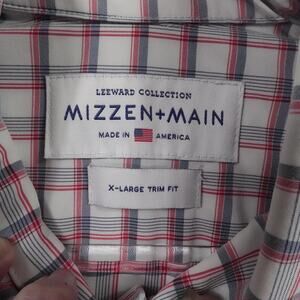 LEEWARD COLLECTION
MIZZEN+MAIN
MADE IN AMERICA
X-LARGE TRIM FIT